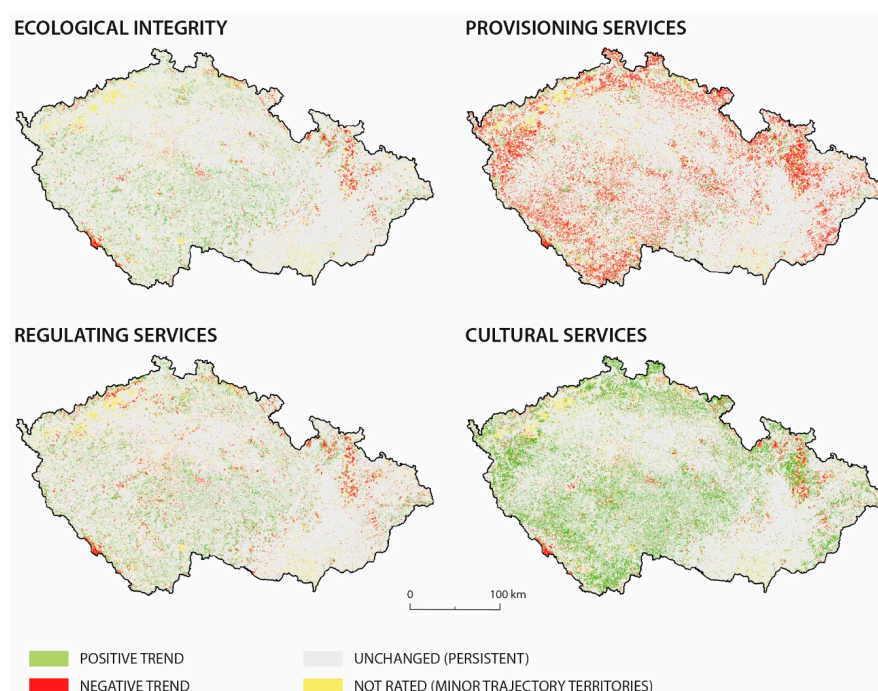 ECOLOGICAL INTEGRITY
PROVISIONING SERVICES
REGULATING SERVICES
CULTURAL SERVICES
0 100 km
POSITIVE TREND
UNCHANGED (PERSISTENT)
NEGATIVE TREND
NOT RATED (MINOR TRAJECTORY TERRITORIES)